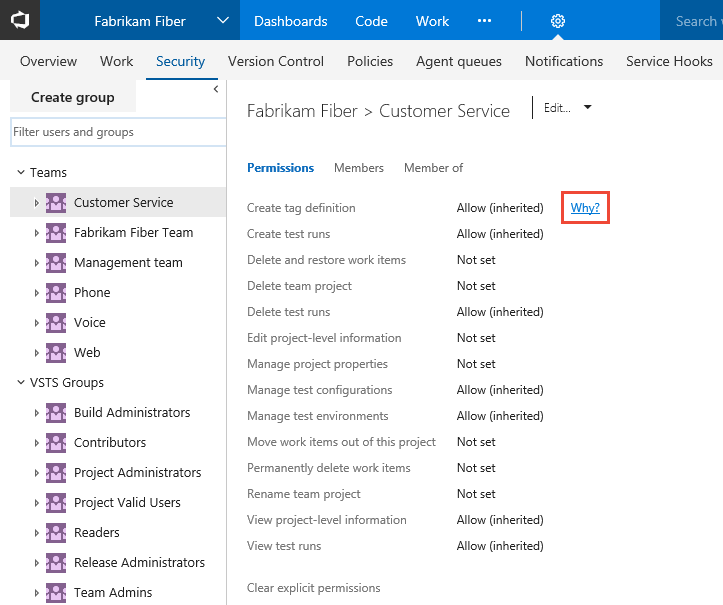 Fabrikam Fiber Dashboards Code Work ••• Search
Overview Work Security Version Control Policies Agent queues Notifications Service Hooks
Create group
Filter users and groups
Teams
Customer Service
Fabrikam Fiber Team
Management team
Phone
Voice
Web
VSTS Groups
Build Administrators
Contributors
Project Administrators
Project Valid Users
Readers
Release Administrators
Team Admins
Fabrikam Fiber > Customer Service Edit...
Permissions Members Member of
Create tag definition Allow (inherited) Why?
Create test runs Allow (inherited)
Delete and restore work items Not set
Delete team project Not set
Delete test runs Allow (inherited)
Edit project-level information Not set
Manage project properties Not set
Manage test configurations Allow (inherited)
Manage test environments Allow (inherited)
Move work items out of this project Not set
Permanently delete work items Not set
Rename team project Not set
View project-level information Allow (inherited)
View test runs Allow (inherited)
Clear explicit permissions